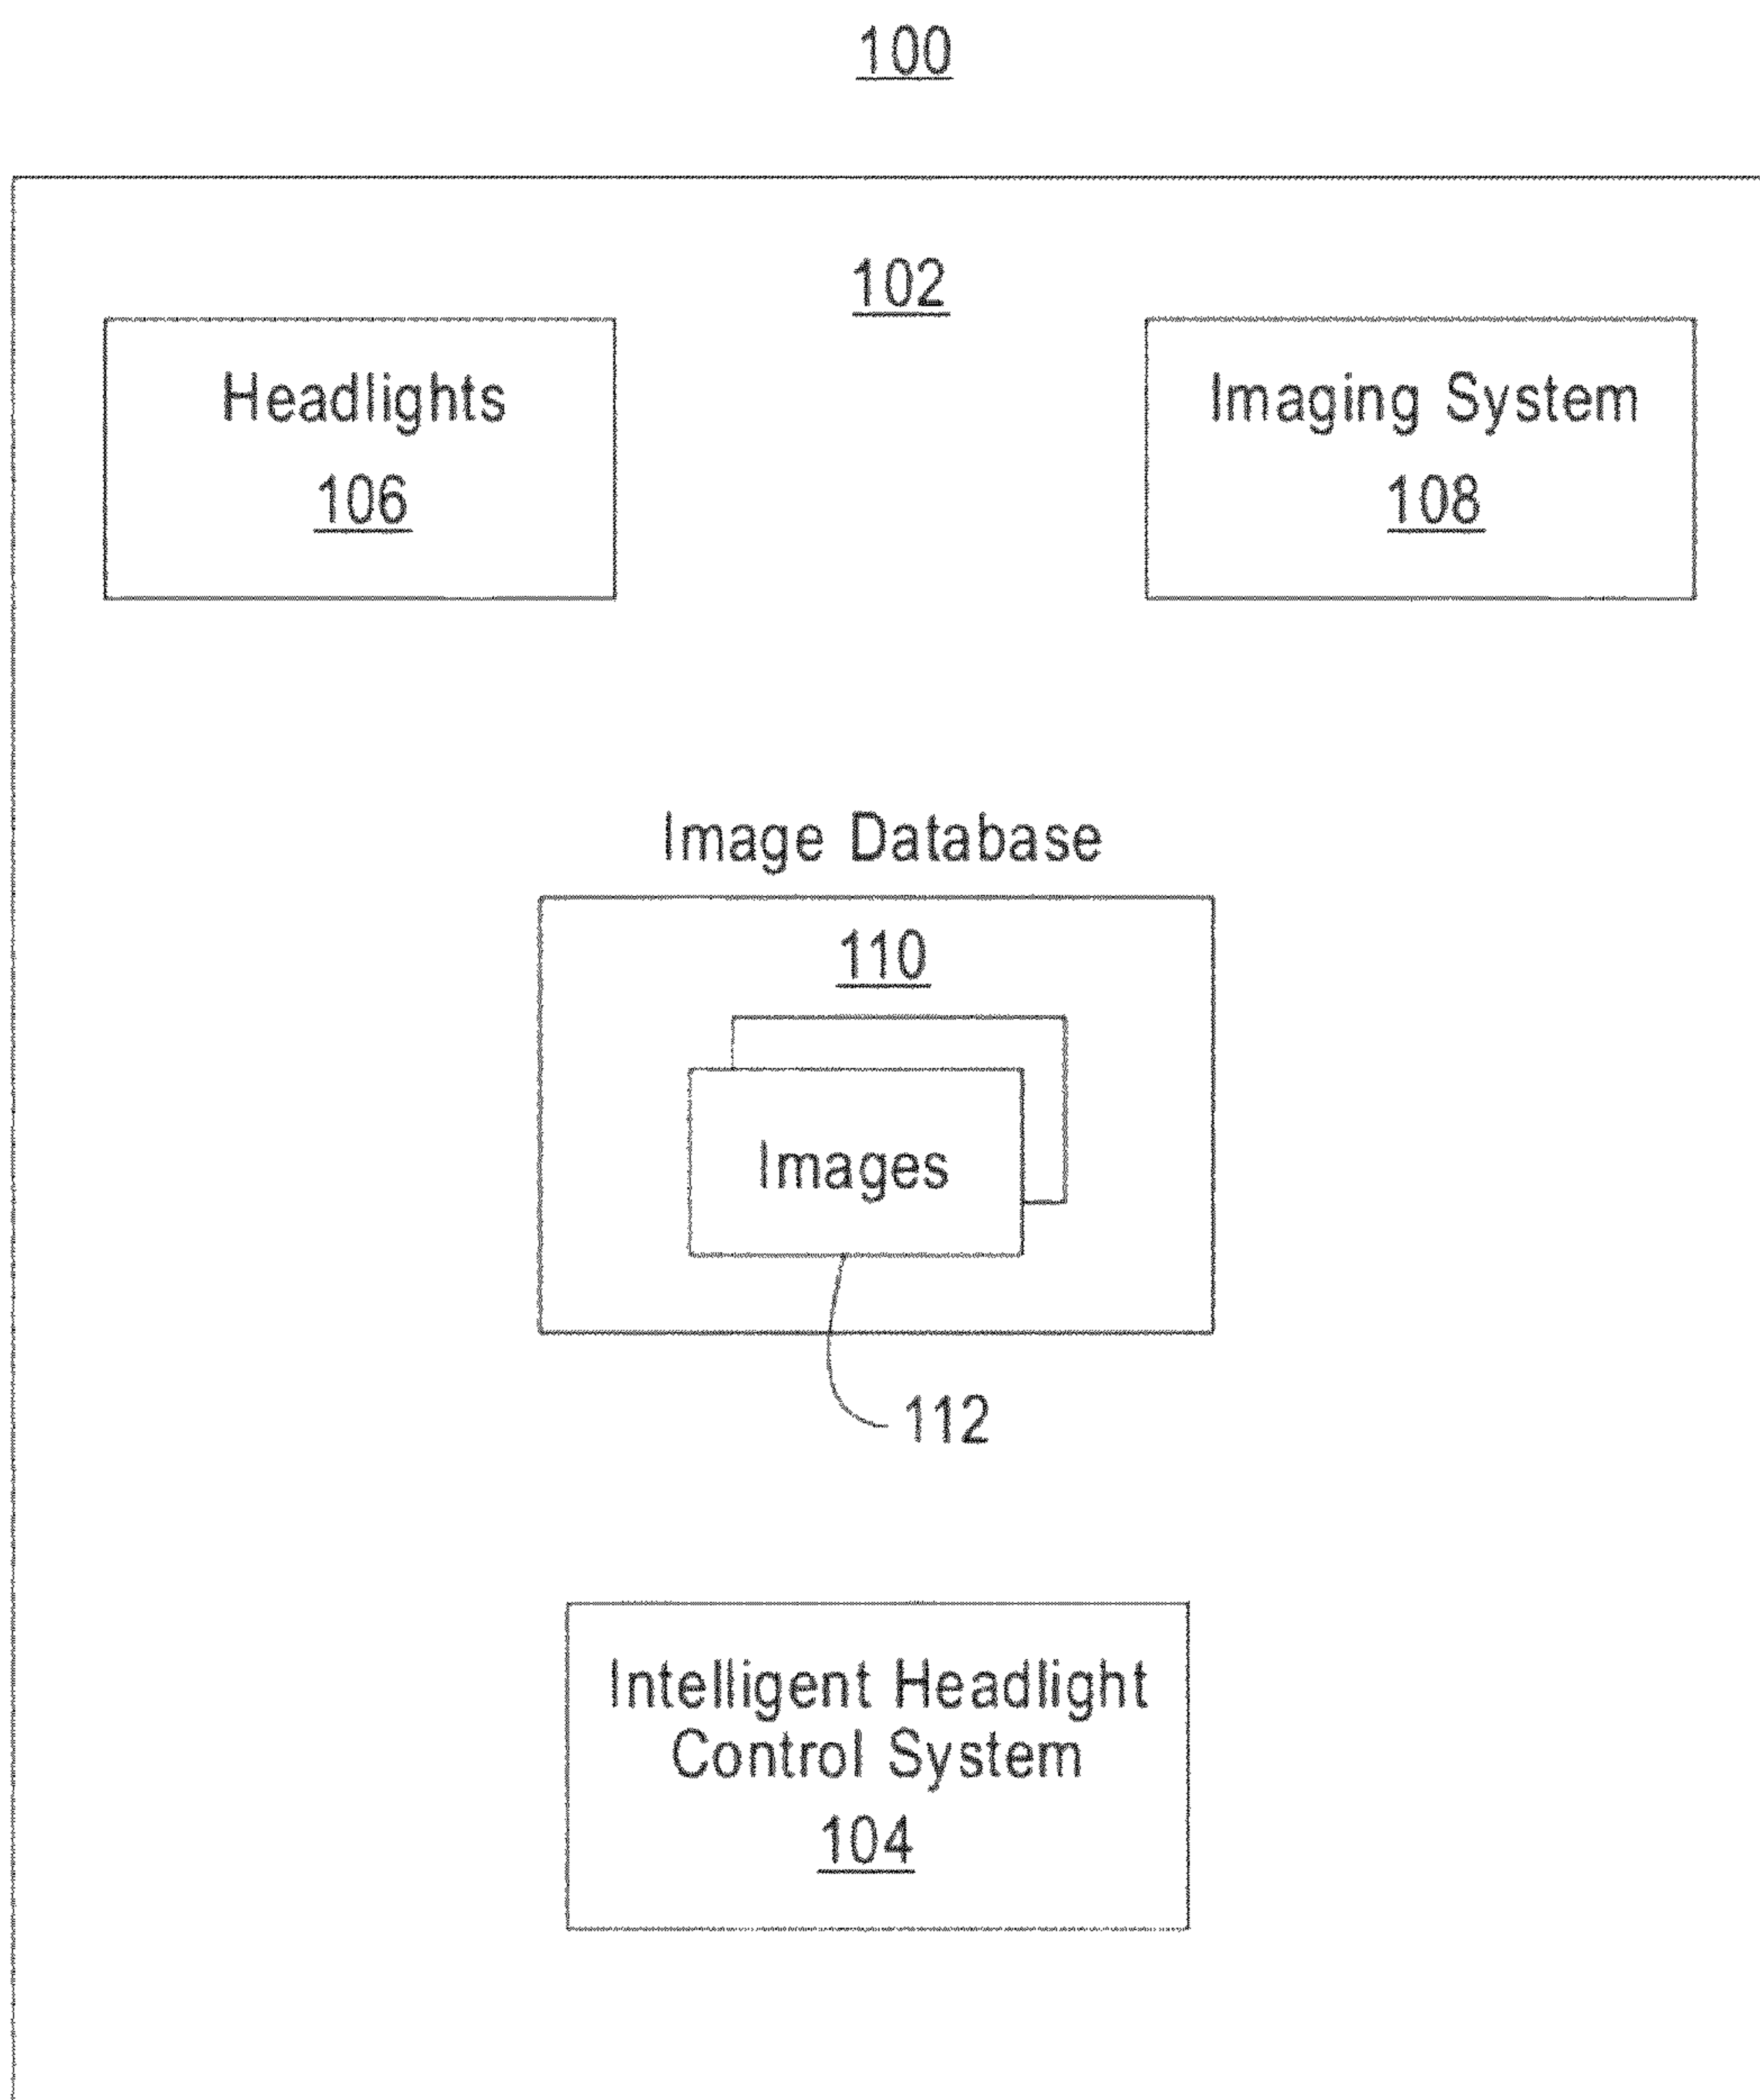 100
102
Headlights
106
Imaging System
108
Image Database
110
Images
112
Intelligent Headlight
Control System
104